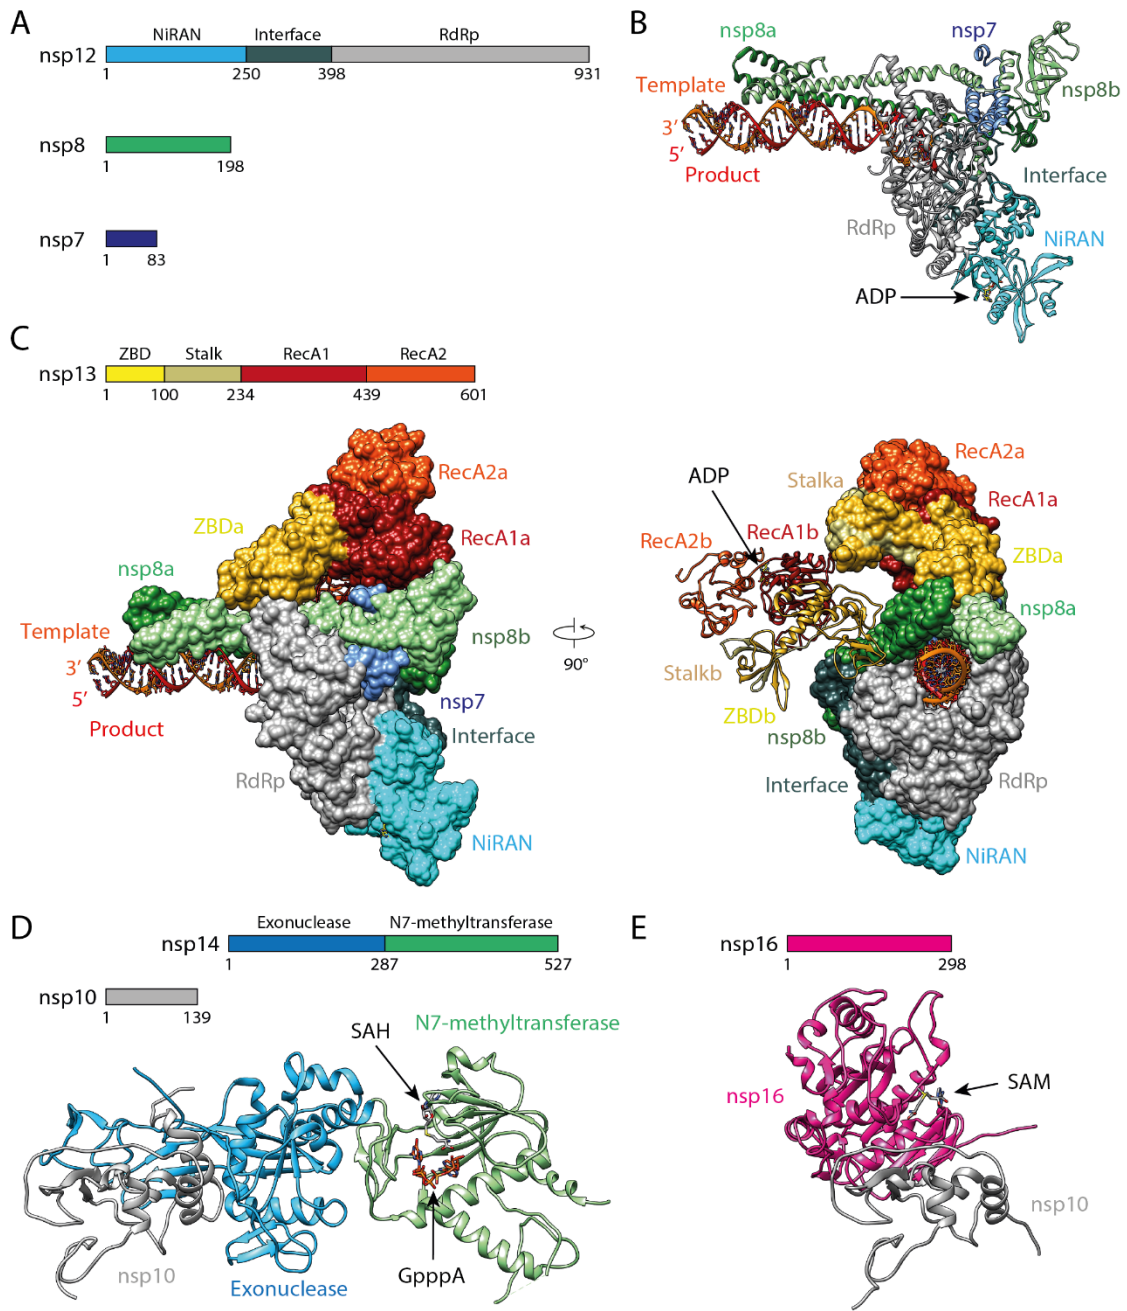 A
NiRAN Interface RdRp
nsp12
1 250 398 931
nsp8
1 198
nsp7
1 83
B
nsp8a
nsp7
nsp8b
Template
3′
5′
Product
Interface
RdRp
NiRAN
ADP
C
ZBD Stalk RecA1 RecA2
nsp13
1 100 234 439 601
RecA2a
ZBDa
RecA1a
nsp8a
Template
3′
5′
Product
nsp8b
nsp7
Interface
RdRp
NiRAN
90°
RecA2a
ADP
Stalka
RecA1a
RecA2b
RecA1b
ZBDa
nsp8a
Stalkb
ZBDb
nsp8b
Interface
RdRp
NiRAN
D
Exonuclease N7-methyltransferase
nsp14
1 287 527
nsp10
1 139
SAH
N7-methyltransferase
nsp10
Exonuclease
GpppA
E
nsp16
1 298
nsp16
SAM
nsp10